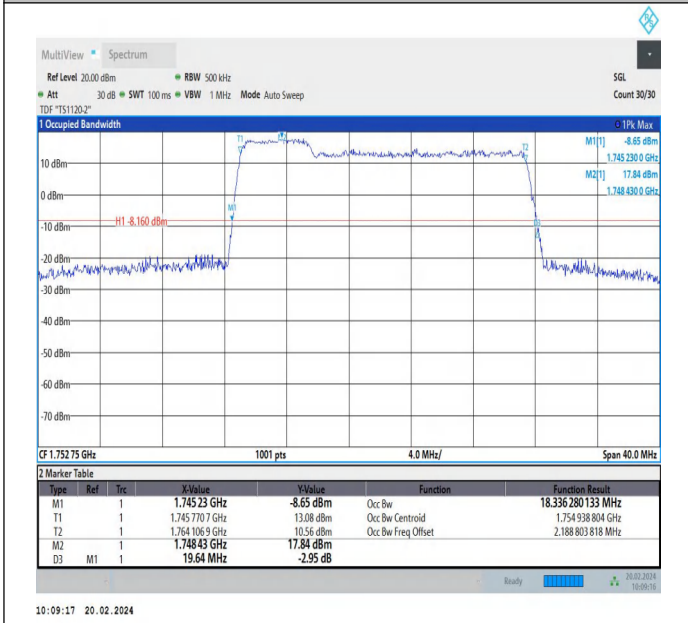 MultiView Spectrum
Ref Level 20.00 dBm RBW 500 kHz SGL
Att 30 dB SWT 100 ms VBW 1 MHz Mode Auto Sweep Count 30/30
TDF "TS1120-2"
1 Occupied Bandwidth 1Pk Max
M1[1] -8.65 dBm
1.745 230 0 GHz
M2[1] 17.84 dBm
1.748 430 0 GHz
T1
T2
10 dBm
0 dBm
M1
H1 -8.160 dBm
-10 dBm
-20 dBm
-30 dBm
-40 dBm
-50 dBm
-60 dBm
-70 dBm
CF 1.752 75 GHz 1001 pts 4.0 MHz/ Span 40.0 MHz
2 Marker Table
Type Ref Trc X-Value Y-Value Function Function Result
M1 1 1.745 23 GHz -8.65 dBm Occ Bw 18.336 280 133 MHz
T1 1 1.745 770 7 GHz 13.08 dBm Occ Bw Centroid 1.754 938 804 GHz
T2 1 1.764 106 9 GHz 10.56 dBm Occ Bw Freq Offset 2.188 803 818 MHz
M2 1 1.748 43 GHz 17.84 dBm
D3 M1 1 19.64 MHz -2.95 dB
Ready 20.02.2024
10:09:16
10:09:17 20.02.2024